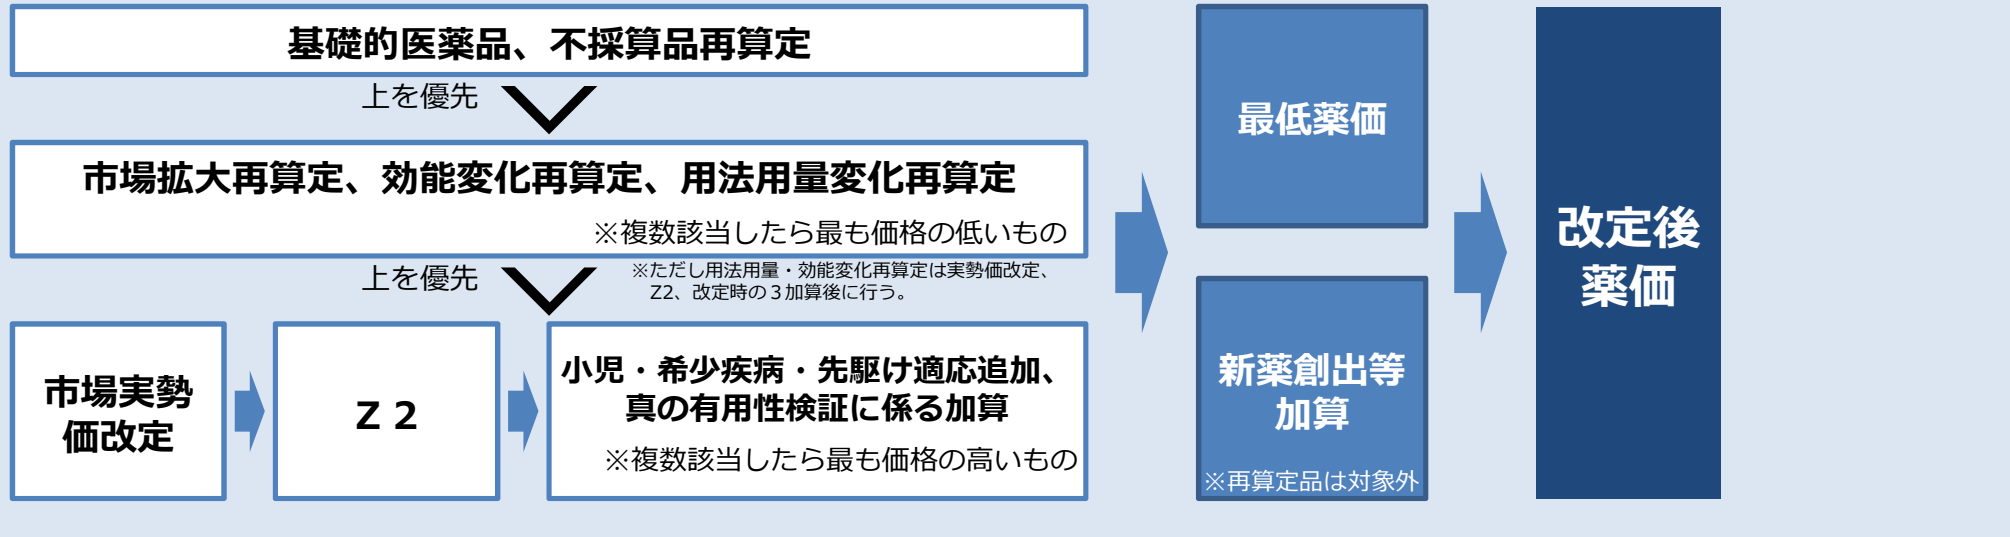 基礎的医薬品、不採算品再算定
上を優先
市場拡大再算定、効能変化再算定、用法用量変化再算定
※複数該当したら最も価格の低いもの
上を優先
※ただし用法用量・効能変化再算定は実勢価改定、
Z2、改定時の３加算後に行う。
市場実勢
価改定
Z２
小児・希少疾病・先駆け適応追加、
真の有用性検証に係る加算
※複数該当したら最も価格の高いもの
最低薬価
新薬創出等
加算
※再算定品は対象外
改定後
薬価